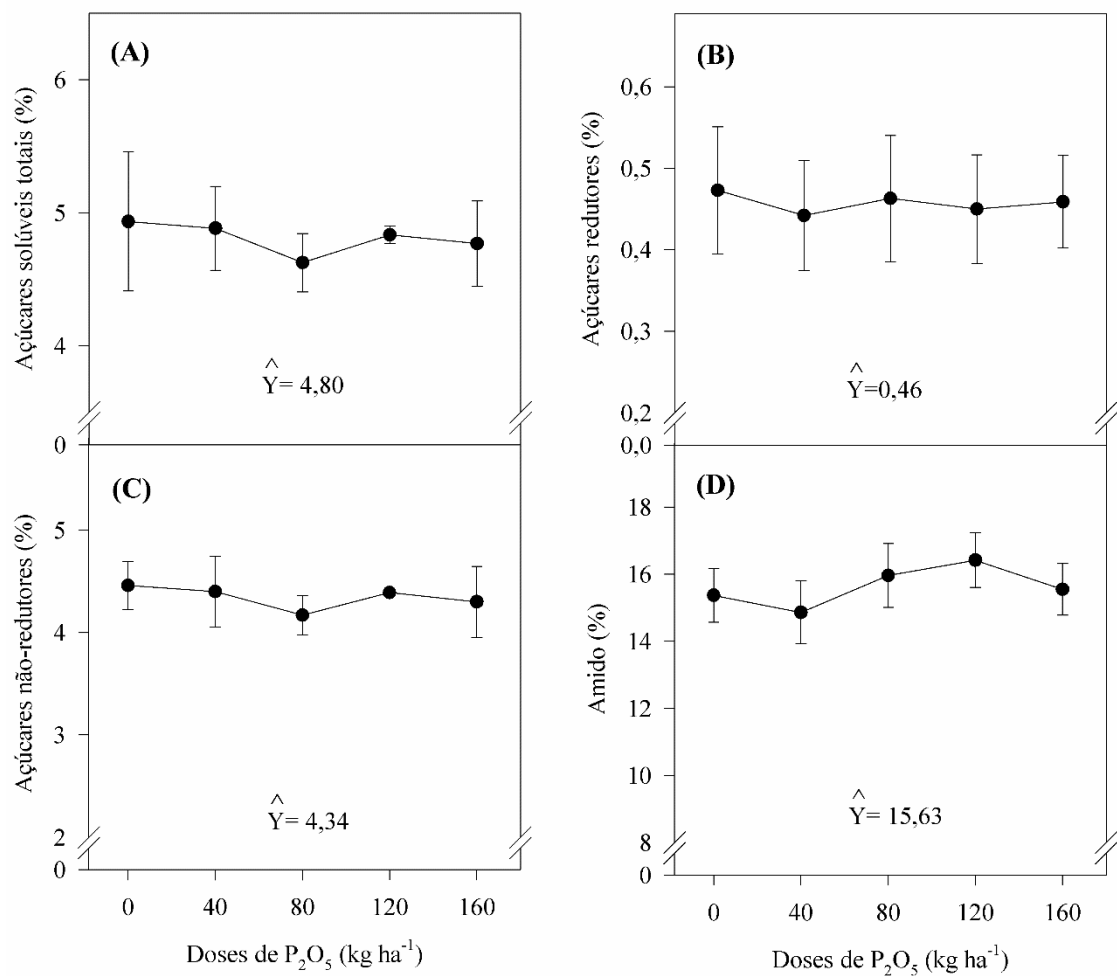 (A)
Açúcares solúveis totais (%)
6
5
4
0
Ŷ= 4,80
(B)
Açúcares redutores (%)
0,6
0,5
0,4
0,3
0,2
0,0
Ŷ=0,46
(C)
Açúcares não-redutores (%)
5
4
3
2
0
Ŷ= 4,34
0 40 80 120 160
Doses de P₂O₅ (kg ha⁻¹)
(D)
Amido (%)
18
16
14
12
10
8
0
Ŷ= 15,63
0 40 80 120 160
Doses de P₂O₅ (kg ha⁻¹)